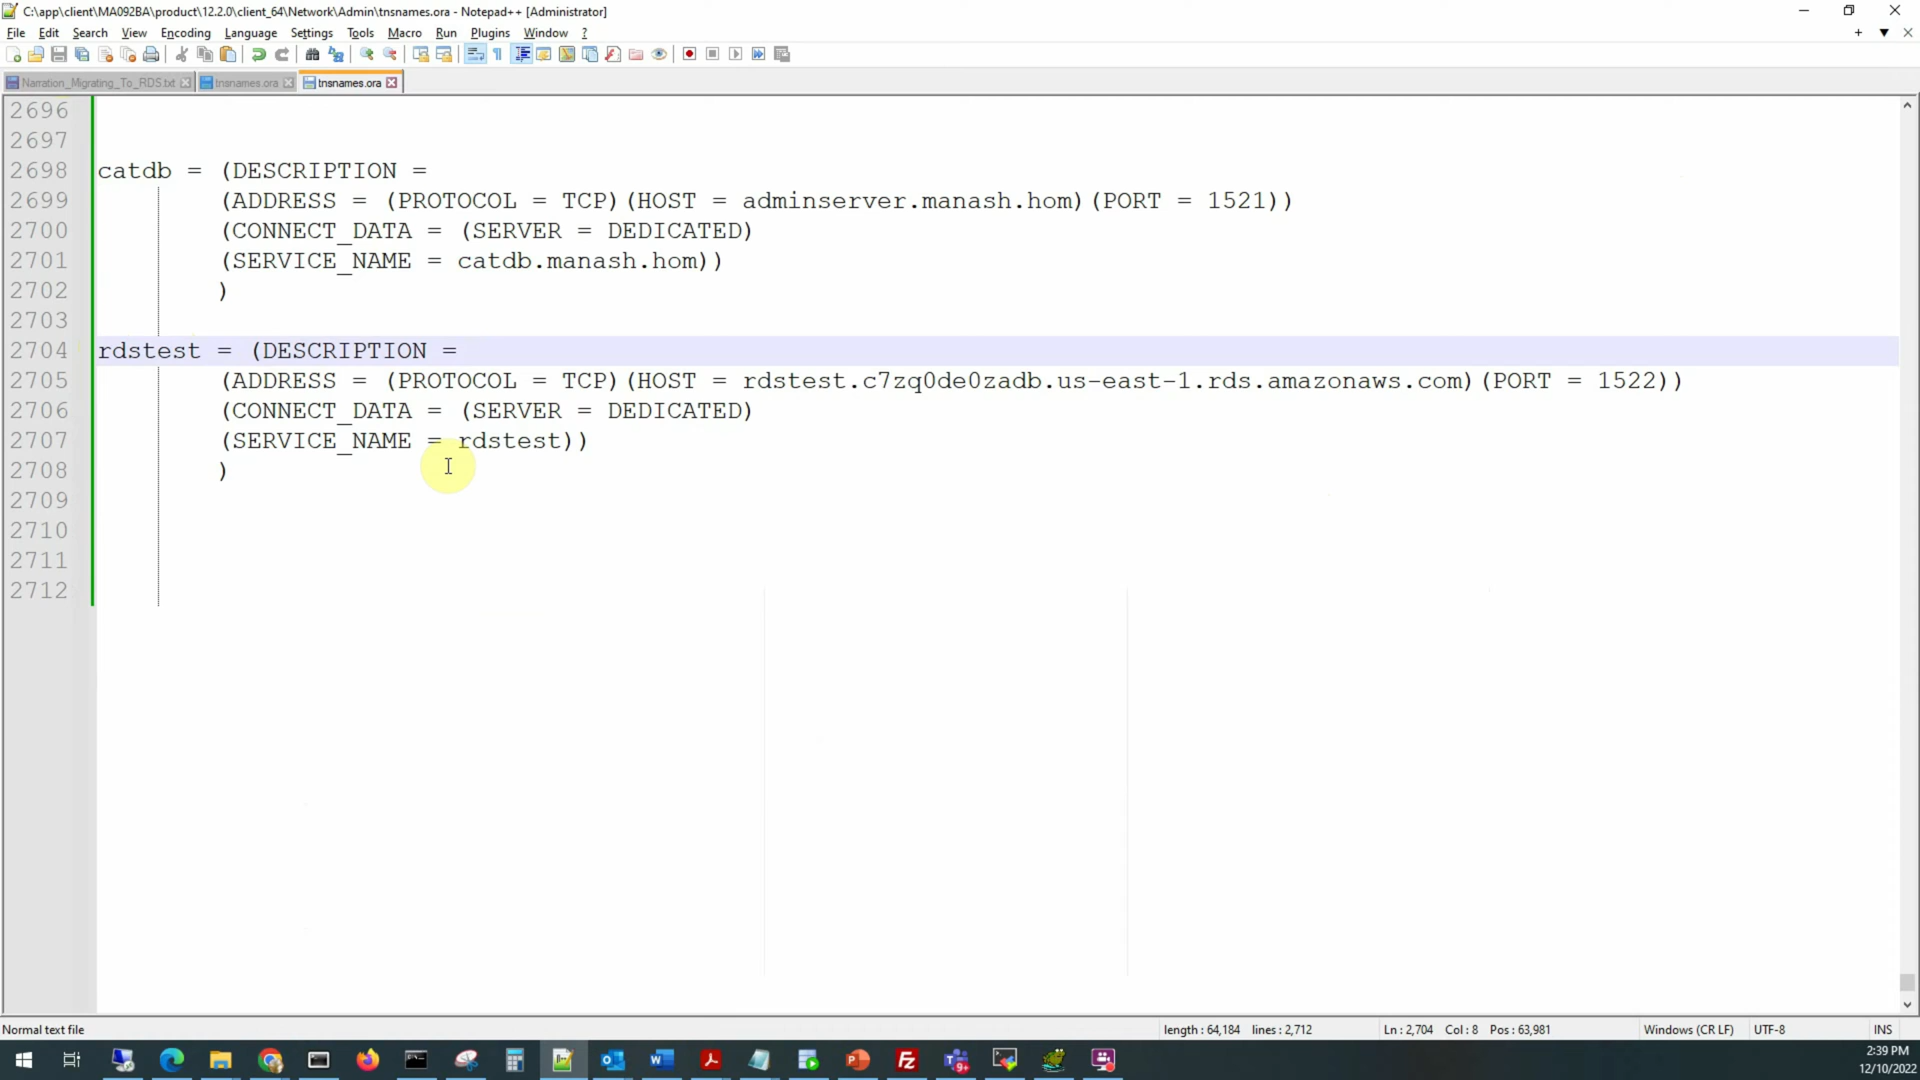 C:\app\client\MA092BA\product\12.2.0\client_64\Network\Admin\tnsnames.ora - Notepad++ [Administrator]
File Edit Search View Encoding Language Settings Tools Macro Run Plugins Window ?
Narration_Migrating_To_RDS.txt tnsnames.ora tnsnames.ora
2696
2697
2698 catdb = (DESCRIPTION =
2699 (ADDRESS = (PROTOCOL = TCP)(HOST = adminserver.manash.hom)(PORT = 1521))
2700 (CONNECT_DATA = (SERVER = DEDICATED)
2701 (SERVICE_NAME = catdb.manash.hom))
2702 )
2703
2704 rdstest = (DESCRIPTION =
2705 (ADDRESS = (PROTOCOL = TCP)(HOST = rdstest.c7zq0de0zadb.us-east-1.rds.amazonaws.com)(PORT = 1522))
2706 (CONNECT_DATA = (SERVER = DEDICATED)
2707 (SERVICE_NAME = rdstest))
2708 )
2709
2710
2711
2712
Normal text file length : 64,184 lines : 2,712 Ln : 2,704 Col : 8 Pos : 63,981 Windows (CR LF) UTF-8 INS
2:39 PM
12/10/2022